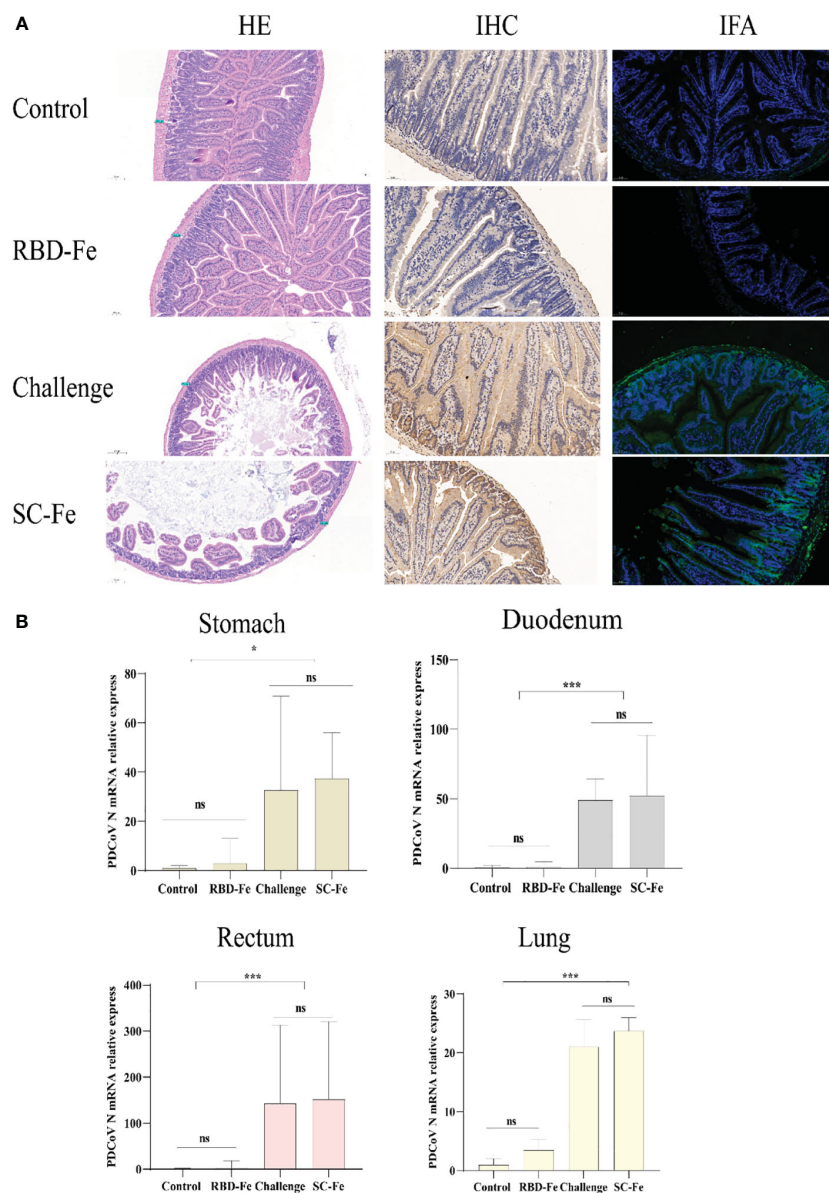 A
HE IHC IFA
Control
RBD-Fe
Challenge
SC-Fe
B
Stomach
PDCoV N mRNA relative express
80
60
40
20
0
*
ns
ns
Control RBD-Fe Challenge SC-Fe
Duodenum
PDCoV N mRNA relative express
150
100
50
0
***
ns
ns
Control RBD-Fe Challenge SC-Fe
Rectum
PDCoV N mRNA relative express
400
300
200
100
0
***
ns
ns
Control RBD-Fe Challenge SC-Fe
Lung
PDCoV N mRNA relative express
30
20
10
0
***
ns
ns
Control RBD-Fe Challenge SC-Fe